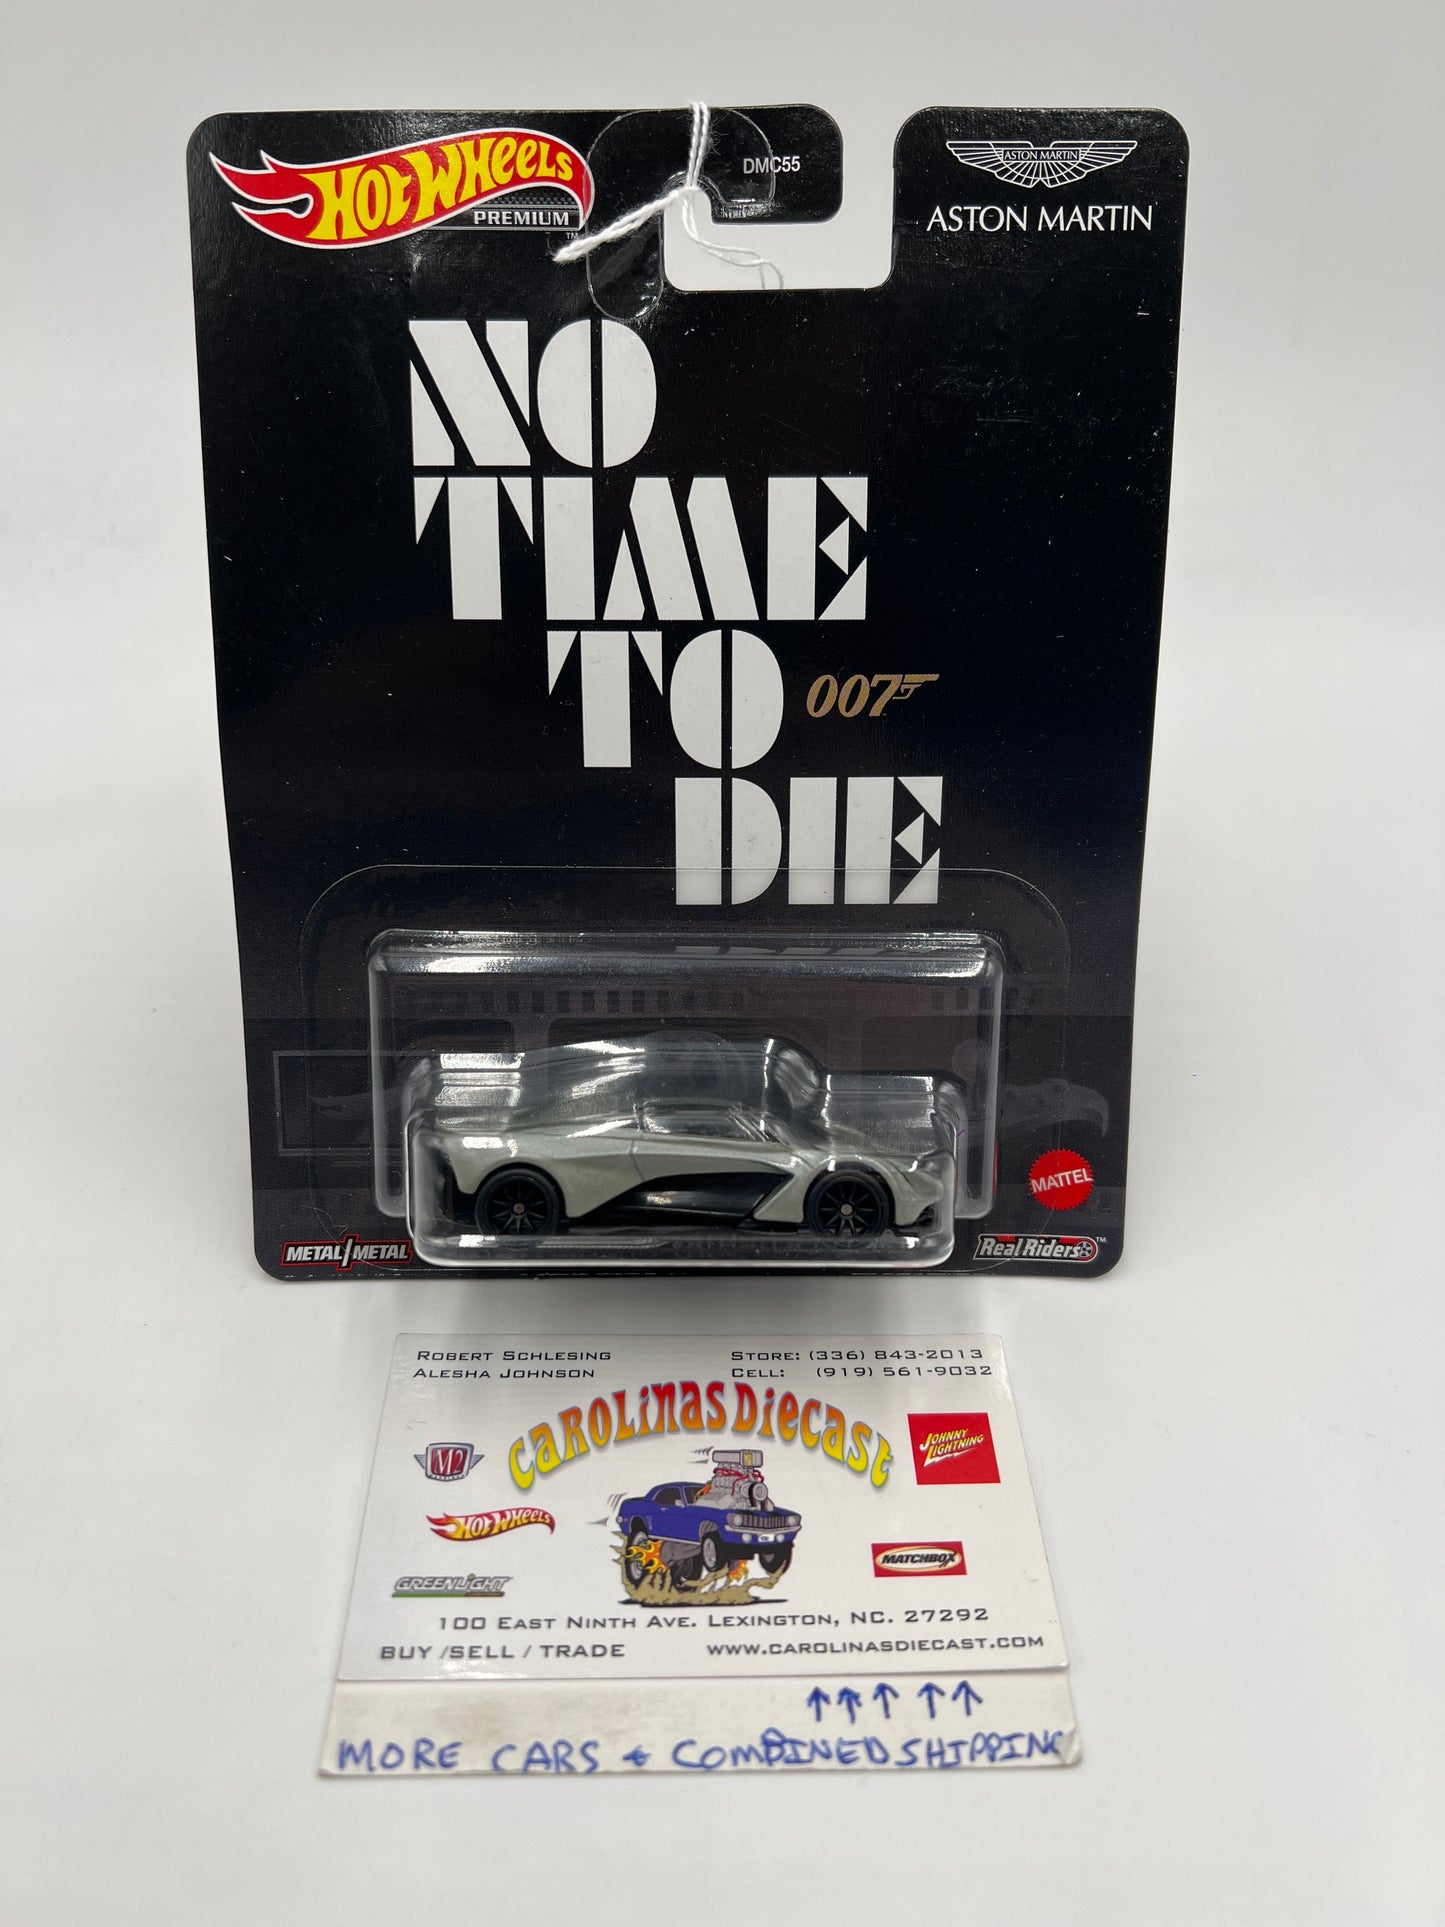 HOT WHEELS
PREMIUM
TM
DMC55
ASTON MARTIN
ASTON MARTIN
NO
TIME
TO
007
DIE
MATTEL
METAL/METAL
Real Riders TM
ROBERT SCHLESING STORE: (336) 843-2013
ALESHA JOHNSON CELL: (919) 561-9032
CAROLINAS DIECAST
M2
JOHNNY LIGHTNING
HOT WHEELS
MATCHBOX
GREENLIGHT
100 EAST NINTH AVE. LEXINGTON, NC. 27292
BUY /SELL / TRADE WWW.CAROLINASDIECAST.COM
↑↑↑ ↑↑
MORE CARS & COMBINED SHIPPING